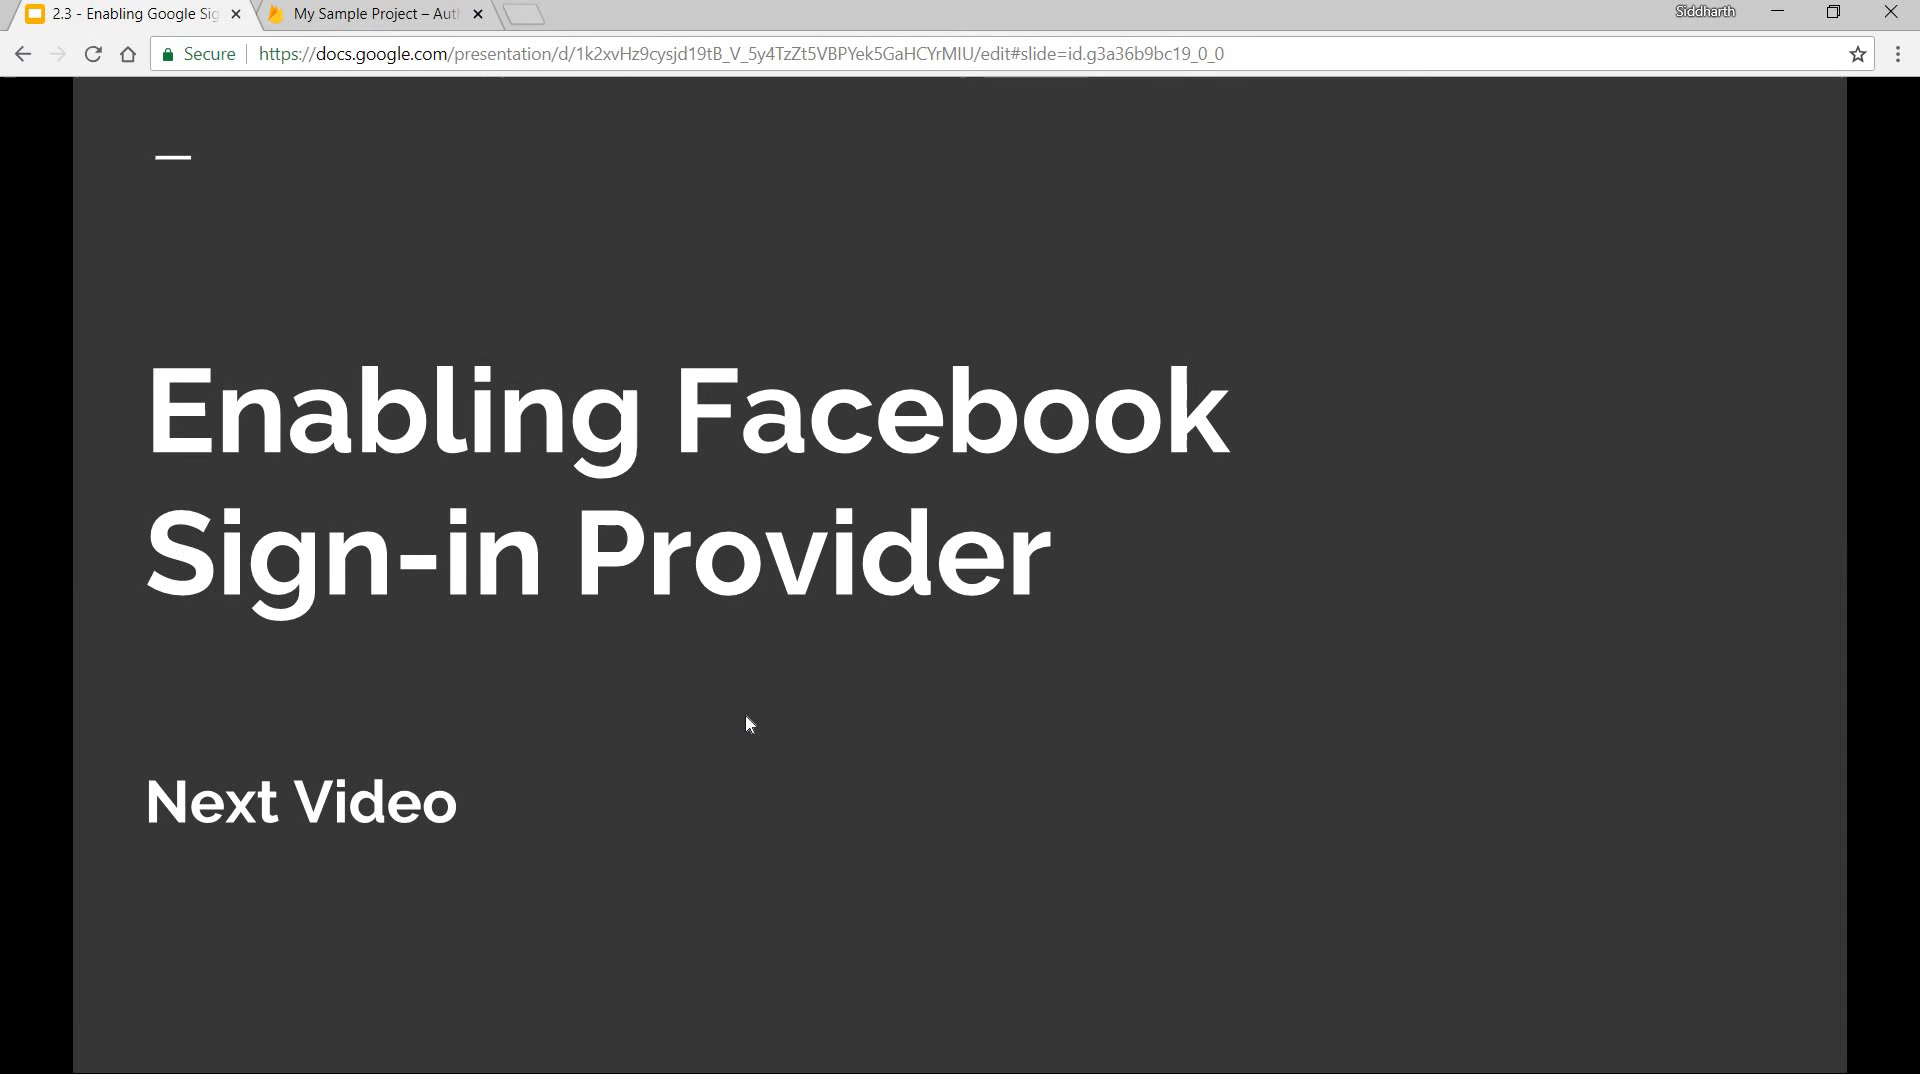 2.3 - Enabling Google Sig
My Sample Project – Aut
Siddharth
Secure
https://docs.google.com/presentation/d/1k2xvHz9cysjd19tB_V_5y4TzZt5VBPYek5GaHCYrMIU/edit#slide=id.g3a36b9bc19_0_0
Enabling Facebook
Sign-in Provider
Next Video